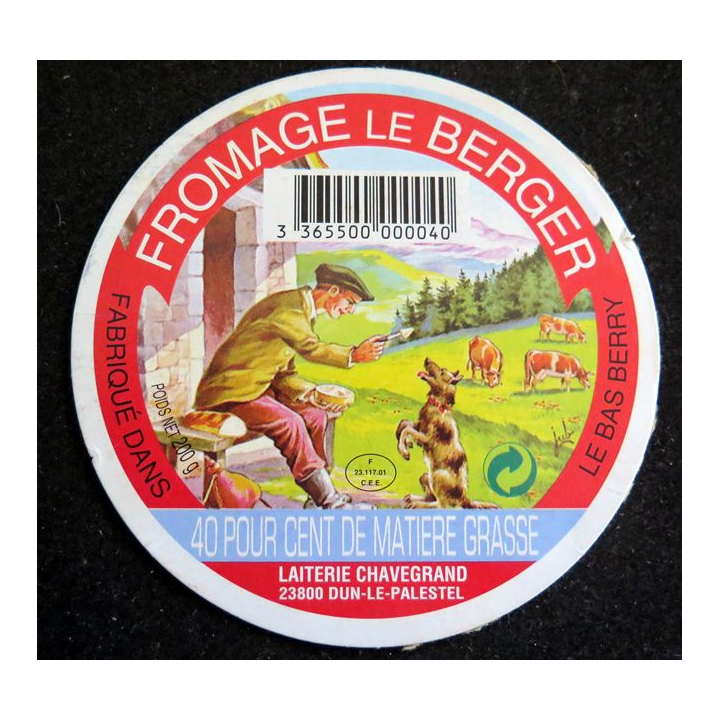 FROMAGE LE BERGER
3 365500 000040
FABRIQUÉ DANS
LE BAS BERRY
POIDS NET 200 g
F
23.117.01
C.E.E.
jub
40 POUR CENT DE MATIERE GRASSE
LAITERIE CHAVEGRAND
23800 DUN-LE-PALESTEL